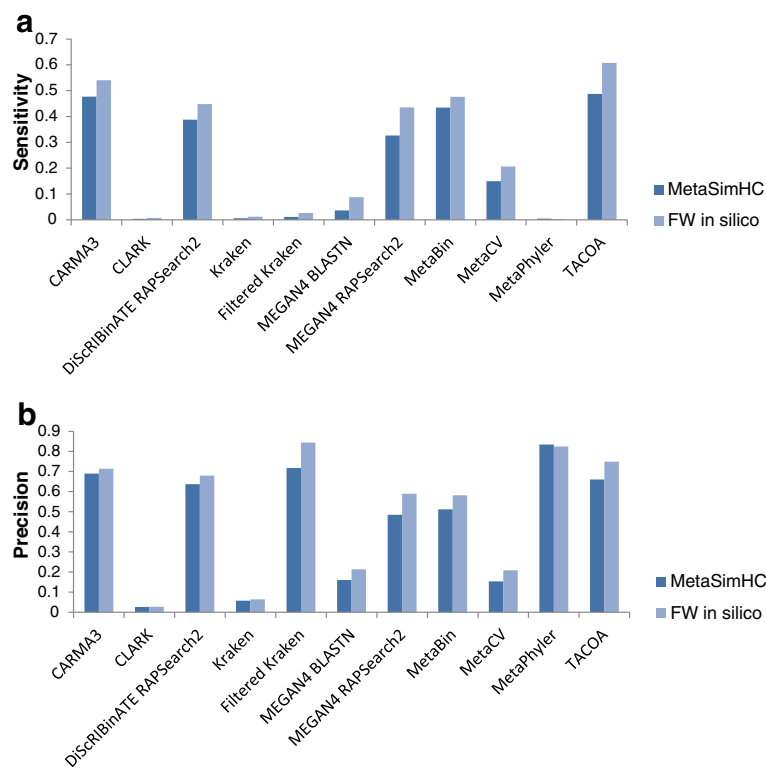 a
0.7
0.6
0.5
0.4
0.3
0.2
0.1
0
Sensitivity
CARMA3
CLARK
DiScRIBinATE RAPSearch2
Kraken
Filtered Kraken
MEGAN4 BLASTN
MEGAN4 RAPSearch2
MetaBin
MetaCV
MetaPhyler
TACOA
MetaSimHC
FW in silico
b
0.9
0.8
0.7
0.6
0.5
0.4
0.3
0.2
0.1
0
Precision
CARMA3
CLARK
DiScRIBinATE RAPSearch2
Kraken
Filtered Kraken
MEGAN4 BLASTN
MEGAN4 RAPSearch2
MetaBin
MetaCV
MetaPhyler
TACOA
MetaSimHC
FW in silico